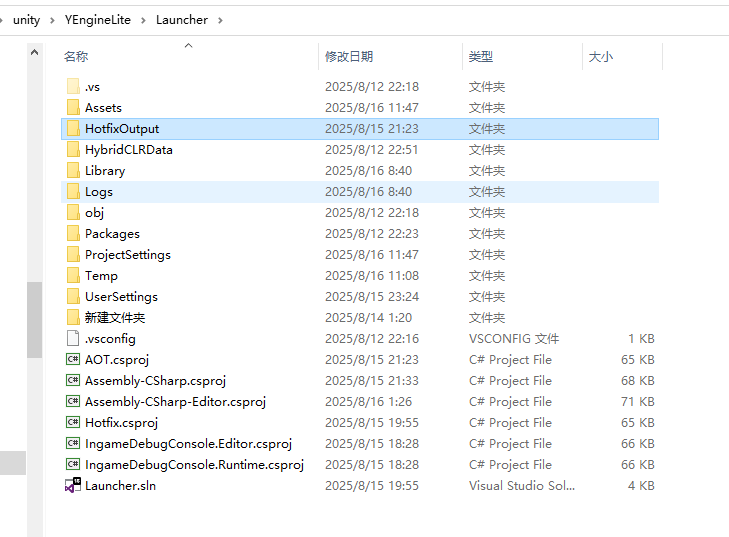 unity > YEngineLite > Launcher >
名称 修改日期 类型 大小
.vs 2025/8/12 22:18 文件夹
Assets 2025/8/16 11:47 文件夹
HotfixOutput 2025/8/15 21:23 文件夹
HybridCLRData 2025/8/12 22:51 文件夹
Library 2025/8/16 8:40 文件夹
Logs 2025/8/16 8:40 文件夹
obj 2025/8/12 22:18 文件夹
Packages 2025/8/12 22:23 文件夹
ProjectSettings 2025/8/16 11:47 文件夹
Temp 2025/8/16 11:08 文件夹
UserSettings 2025/8/15 23:24 文件夹
新建文件夹 2025/8/14 1:20 文件夹
.vsconfig 2025/8/12 22:16 VSCONFIG 文件 1 KB
C# AOT.csproj 2025/8/15 21:23 C# Project File 65 KB
C# Assembly-CSharp.csproj 2025/8/15 21:33 C# Project File 68 KB
C# Assembly-CSharp-Editor.csproj 2025/8/16 1:26 C# Project File 71 KB
C# Hotfix.csproj 2025/8/15 19:55 C# Project File 65 KB
C# IngameDebugConsole.Editor.csproj 2025/8/15 18:28 C# Project File 66 KB
C# IngameDebugConsole.Runtime.csproj 2025/8/15 18:28 C# Project File 66 KB
Launcher.sln 2025/8/15 19:55 Visual Studio Sol... 4 KB